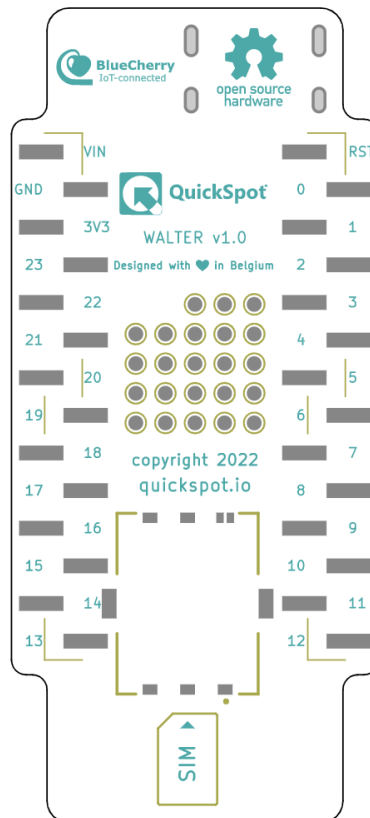 BlueCherry
IoT-connected
open source
hardware
VIN
RST
GND
0
QuickSpot
3V3
1
WALTER v1.0
23
2
Designed with ♥ in Belgium
22
3
21
4
20
5
19
6
18
7
copyright 2022
17
8
quickspot.io
16
9
15
10
14
11
13
12
SIM